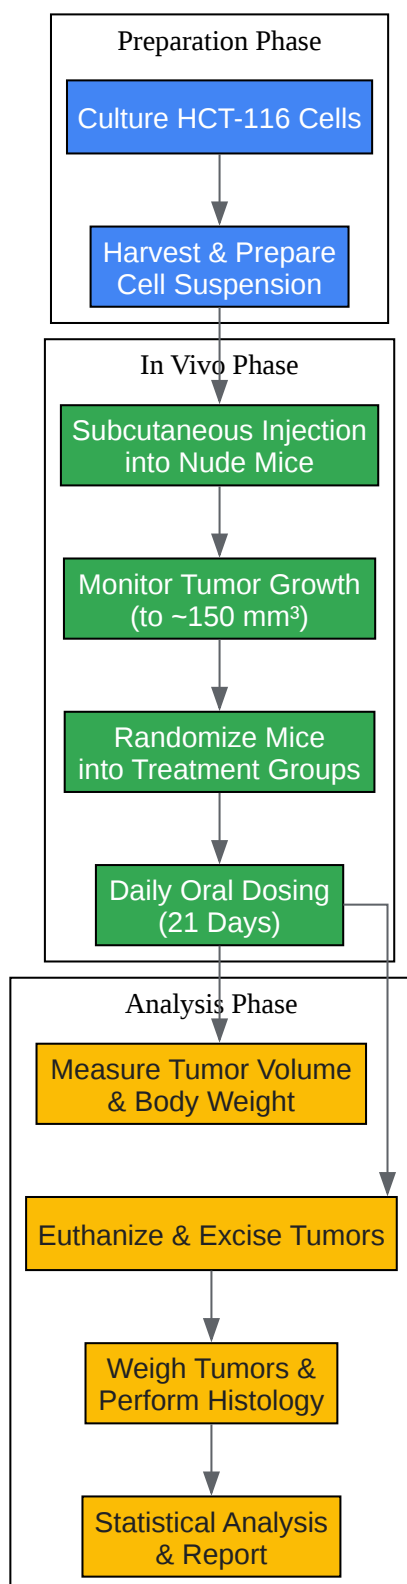 Preparation Phase
Culture HCT-116 Cells
Harvest & Prepare
Cell Suspension
In Vivo Phase
Subcutaneous Injection
into Nude Mice
Monitor Tumor Growth
(to ~150 mm³)
Randomize Mice
into Treatment Groups
Daily Oral Dosing
(21 Days)
Analysis Phase
Measure Tumor Volume
& Body Weight
Euthanize & Excise Tumors
Weigh Tumors &
Perform Histology
Statistical Analysis
& Report